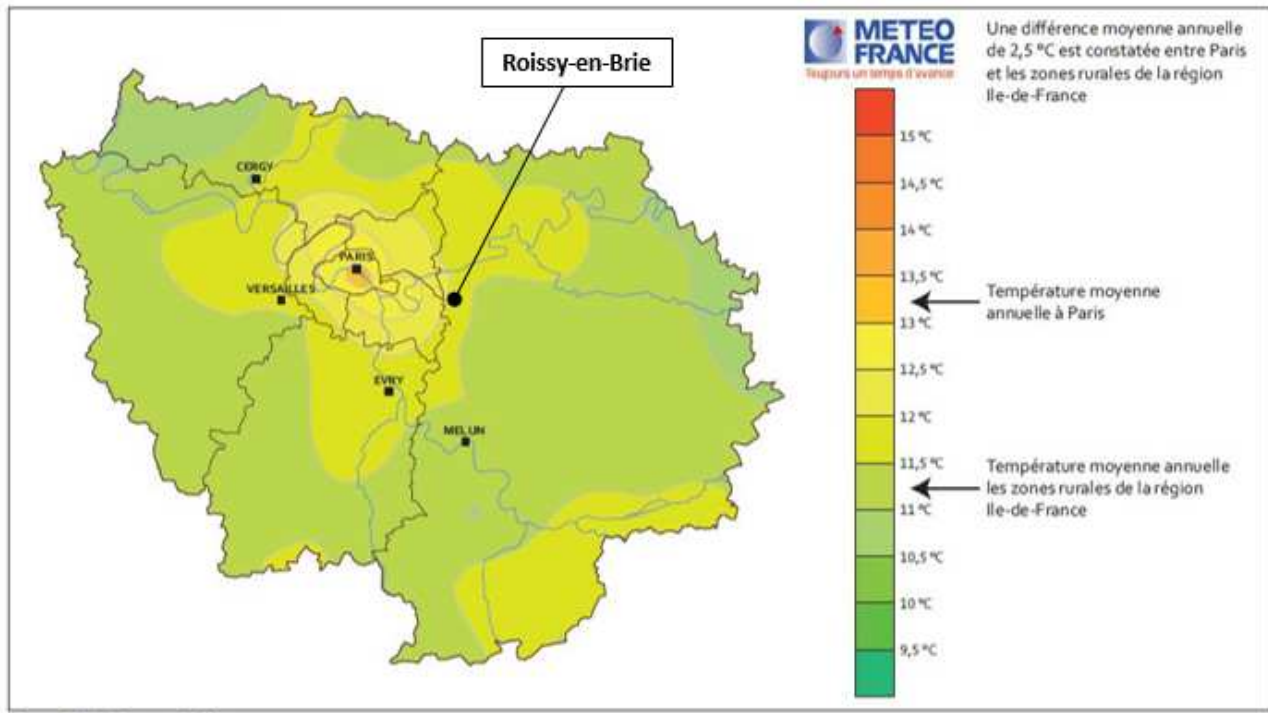 Roissy-en-Brie
METEO
FRANCE
Toujours un temps d'avance
Une différence moyenne annuelle
de 2,5 °C est constatée entre Paris
et les zones rurales de la région
Ile-de-France
CERGY
PARIS
VERSAILLES
EVRY
MELUN
15 °C
14,5 °C
14 °C
13,5 °C
13 °C
12,5 °C
12 °C
11,5 °C
11 °C
10,5 °C
10 °C
9,5 °C
Température moyenne
annuelle à Paris
Température moyenne annuelle
les zones rurales de la région
Ile-de-France